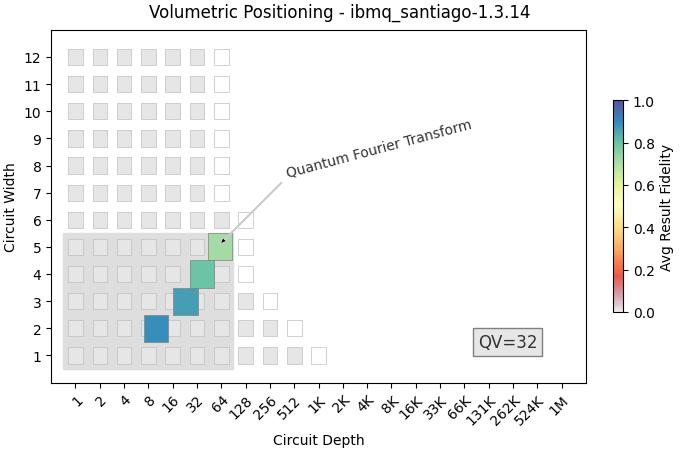 Volumetric Positioning - ibmq_santiago-1.3.14
Circuit Width
12
11
10
9
8
7
6
5
4
3
2
1
Quantum Fourier Transform
QV=32
1 2 4 8 16 32 64 128 256 512 1K 2K 4K 8K 16K 33K 66K 131K 262K 524K 1M
Circuit Depth
1.0
0.8
0.6
0.4
0.2
0.0
Avg Result Fidelity